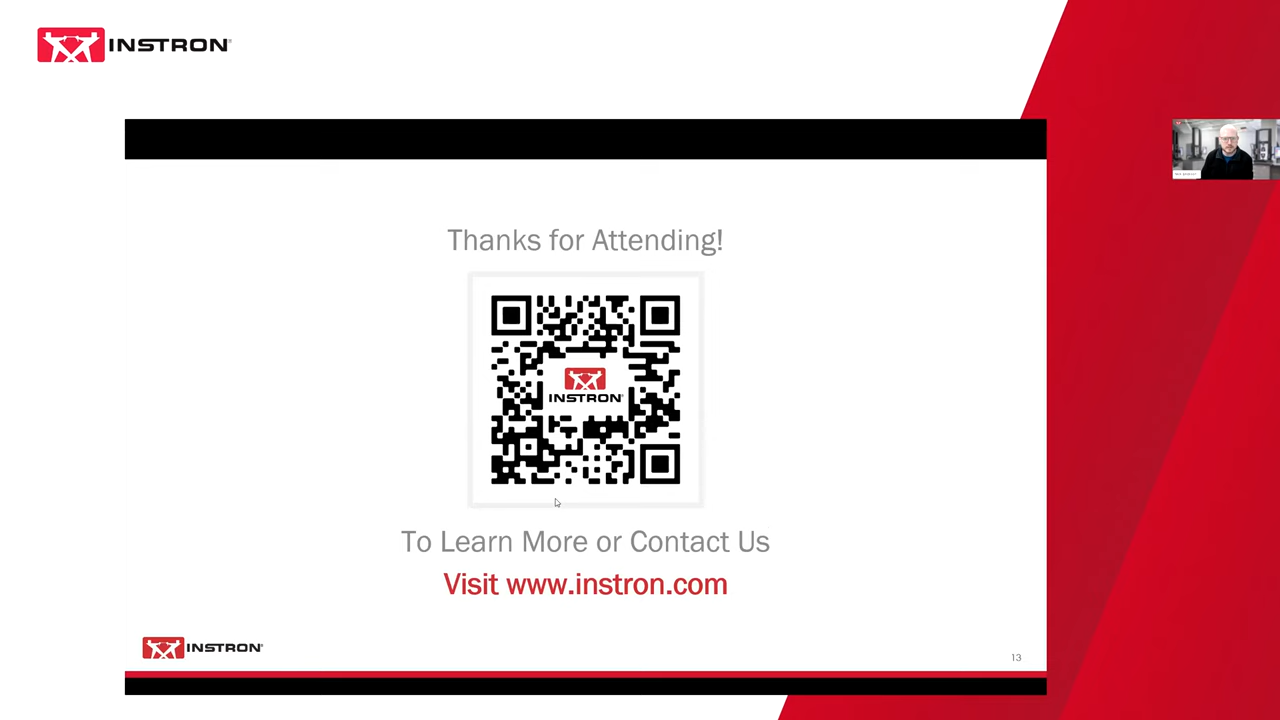 INSTRON
Thanks for Attending!
INSTRON
To Learn More or Contact Us
Visit www.instron.com
INSTRON
13